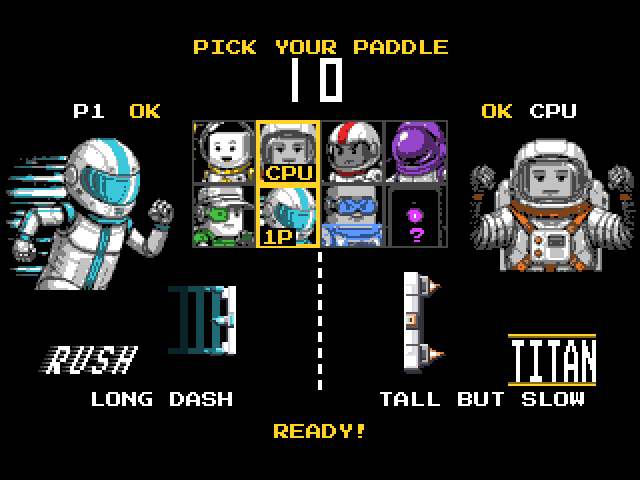 PICK YOUR PADDLE
10
P1 OK
OK CPU
CPU
1P
?
RUSH
TITAN
LONG DASH
TALL BUT SLOW
READY!